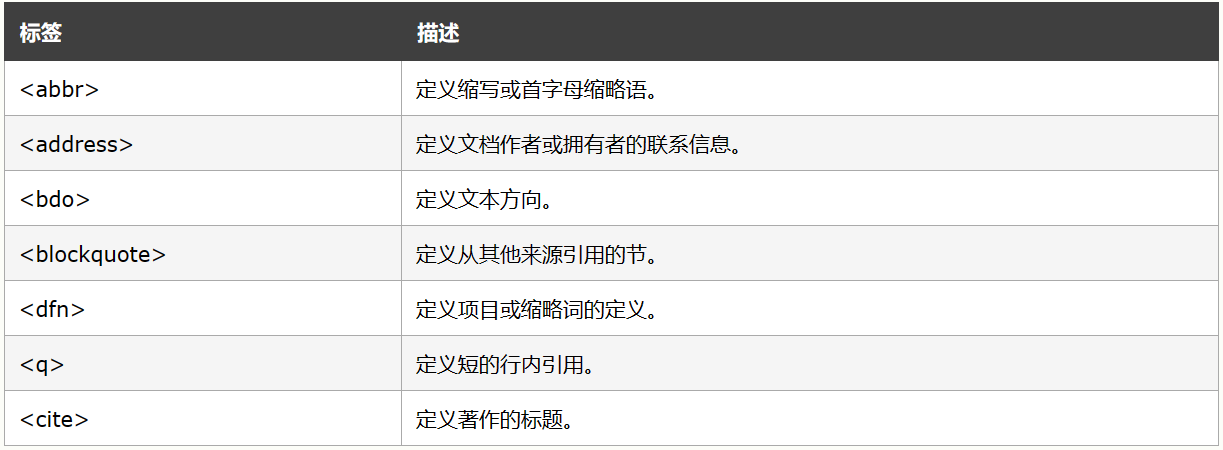 标签 描述
<abbr> 定义缩写或首字母缩略语。
<address> 定义文档作者或拥有者的联系信息。
<bdo> 定义文本方向。
<blockquote> 定义从其他来源引用的节。
<dfn> 定义项目或缩略词的定义。
<q> 定义短的行内引用。
<cite> 定义著作的标题。